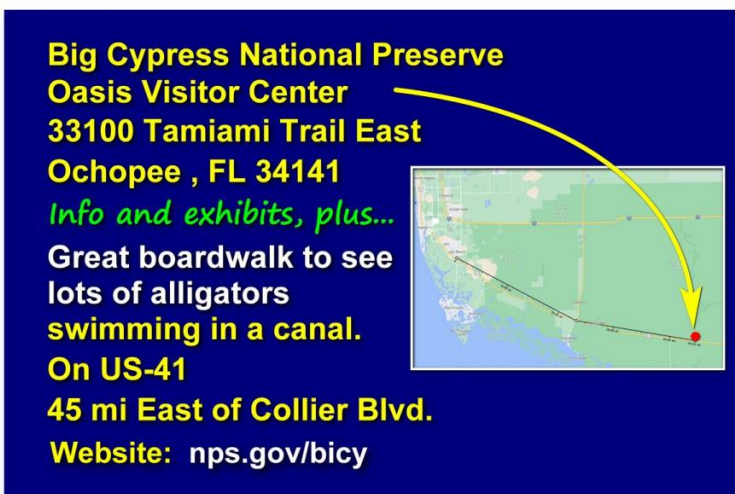 Big Cypress National Preserve
Oasis Visitor Center
33100 Tamiami Trail East
Ochopee , FL 34141
Info and exhibits, plus...
Great boardwalk to see
lots of alligators
swimming in a canal.
On US-41
45 mi East of Collier Blvd.
Website: nps.gov/bicy